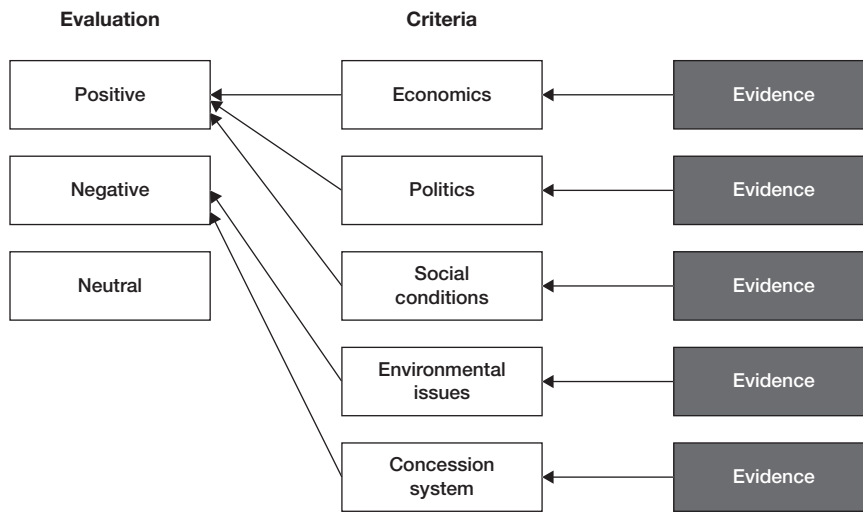 Evaluation
Criteria
Positive
Economics
Evidence
Negative
Politics
Evidence
Neutral
Social
conditions
Evidence
Environmental
issues
Evidence
Concession
system
Evidence